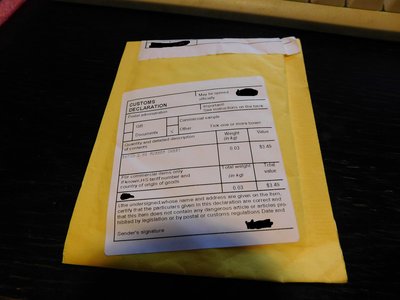 CUSTOMS
DECLARATION
May be opened
officially
Postal administration
Important!
See instructions on the back
Gift
Commercial sample
Documents
X
Other
Tick one or more boxes
Quantity and detailed description
of contents
Weight
(in kg)
Value
0.03
$3.45
For commercial items only
If known, HS tariff number and
country of origin of goods
Total weight
(in kg)
Total
value
0.03
$3.45
I the undersigned, whose name and address are given on the item,
certify that the particulars given in this declaration are correct and
that this item does not contain any dangerous article or articles pro-
hibited by legislation or by postal or customs regulations Date and
Sender's signature